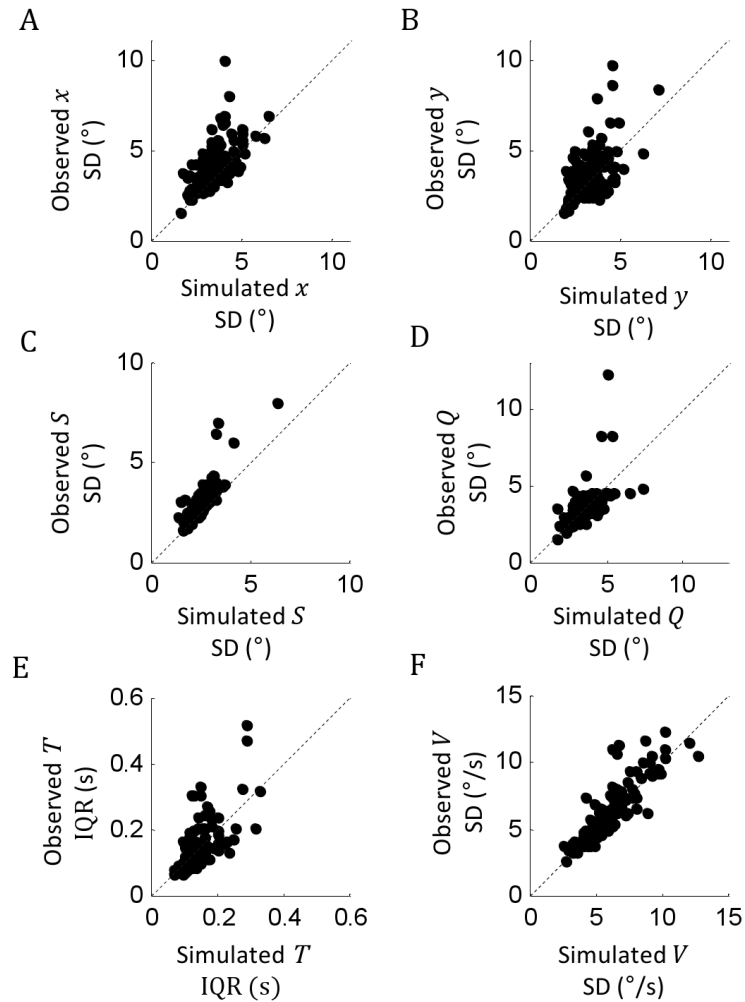 A
10
5
0
0 5 10
Observed x
SD (°)
Simulated x
SD (°)
B
10
5
0
0 5 10
Observed y
SD (°)
Simulated y
SD (°)
C
10
5
0
0 5 10
Observed S
SD (°)
Simulated S
SD (°)
D
10
5
0
0 5 10
Observed Q
SD (°)
Simulated Q
SD (°)
E
0.6
0.4
0.2
0
0 0.2 0.4 0.6
Observed T
IQR (s)
Simulated T
IQR (s)
F
15
10
5
0
0 5 10 15
Observed V
SD (°/s)
Simulated V
SD (°/s)